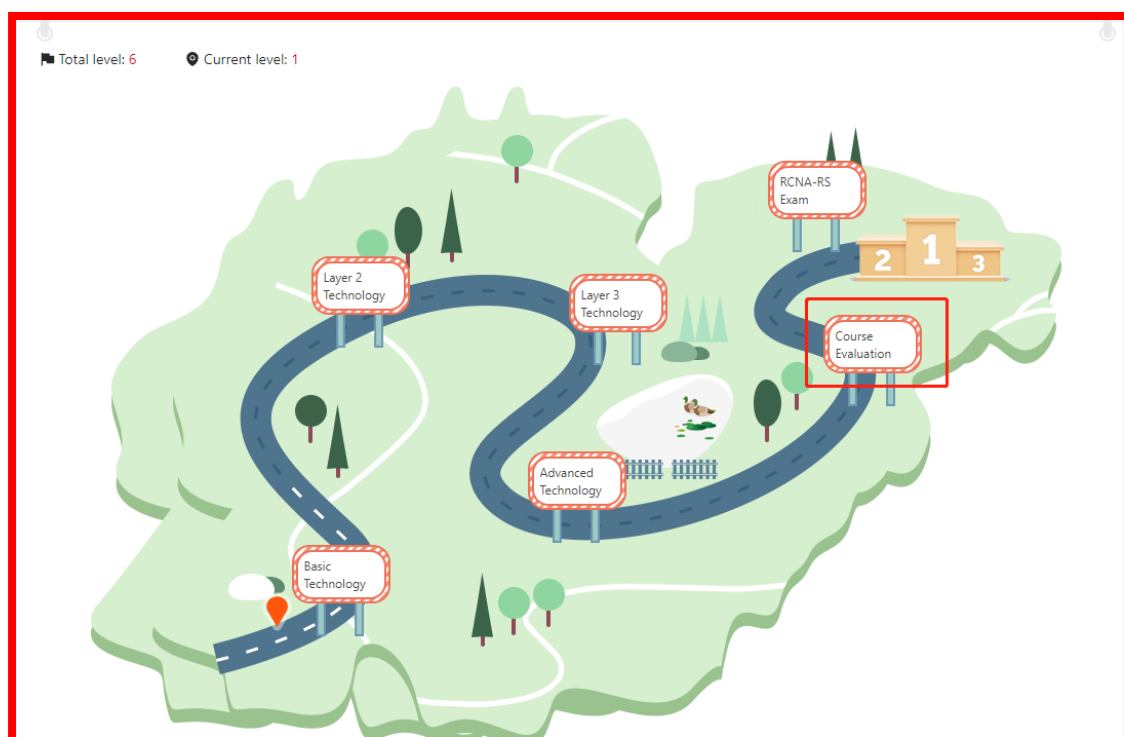 Total level: 6
Current level: 1
RCNA-RS
Exam
Layer 2
Technology
Layer 3
Technology
2
1
3
Course
Evaluation
Advanced
Technology
Basic
Technology